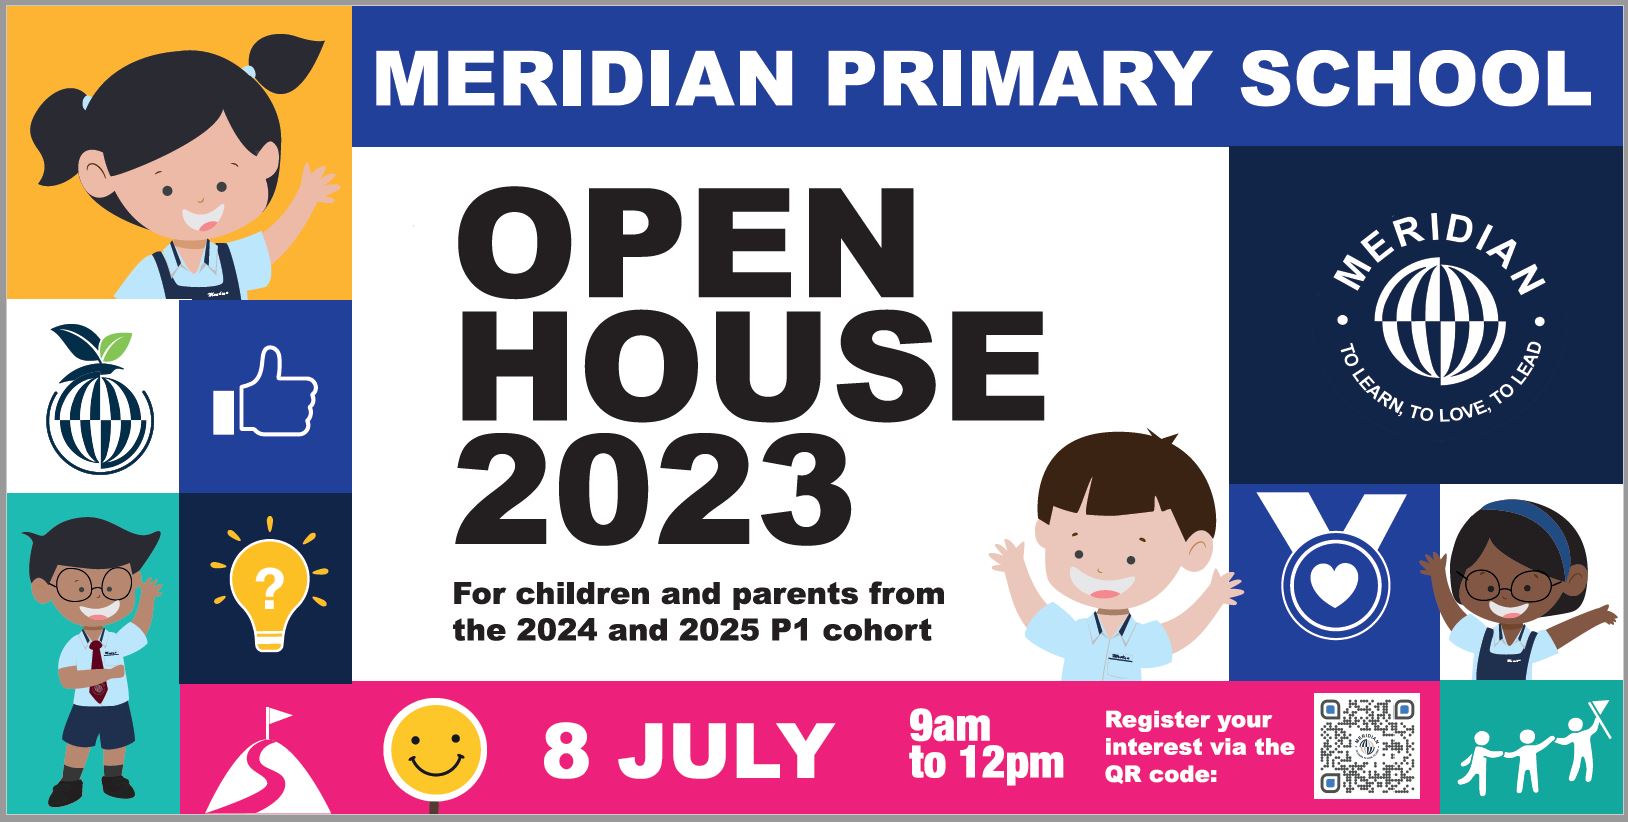 MERIDIAN PRIMARY SCHOOL
OPEN
HOUSE
2023
For children and parents from
the 2024 and 2025 P1 cohort
MERIDIAN
TO LEARN, TO LOVE, TO LEAD
?
8 JULY
9am
to 12pm
Register your
interest via the
QR code:
MERIDIAN